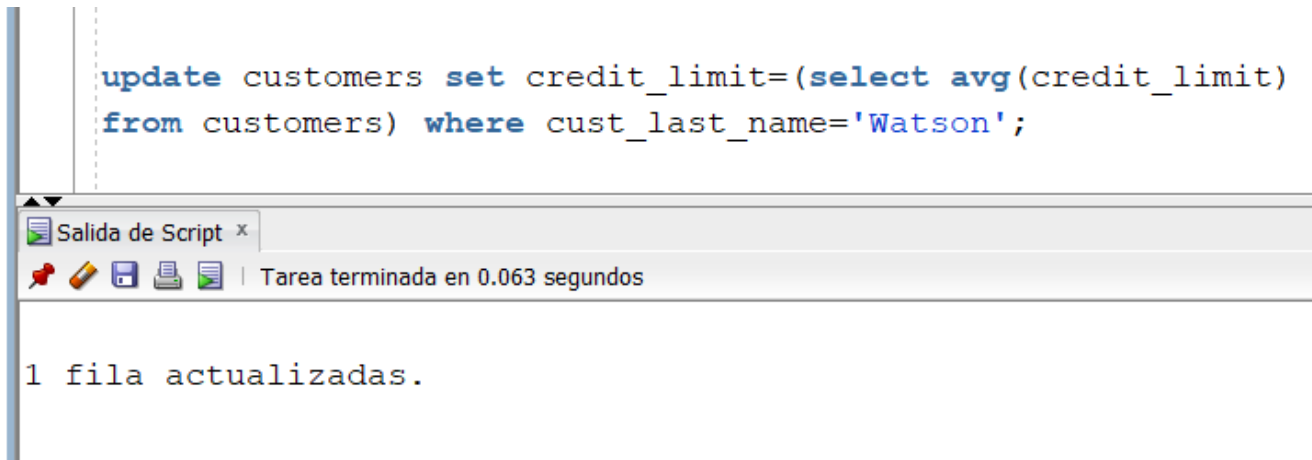 update customers set credit_limit=(select avg(credit_limit)
from customers) where cust_last_name='Watson';
Salida de Script x
Tarea terminada en 0.063 segundos
1 fila actualizadas.